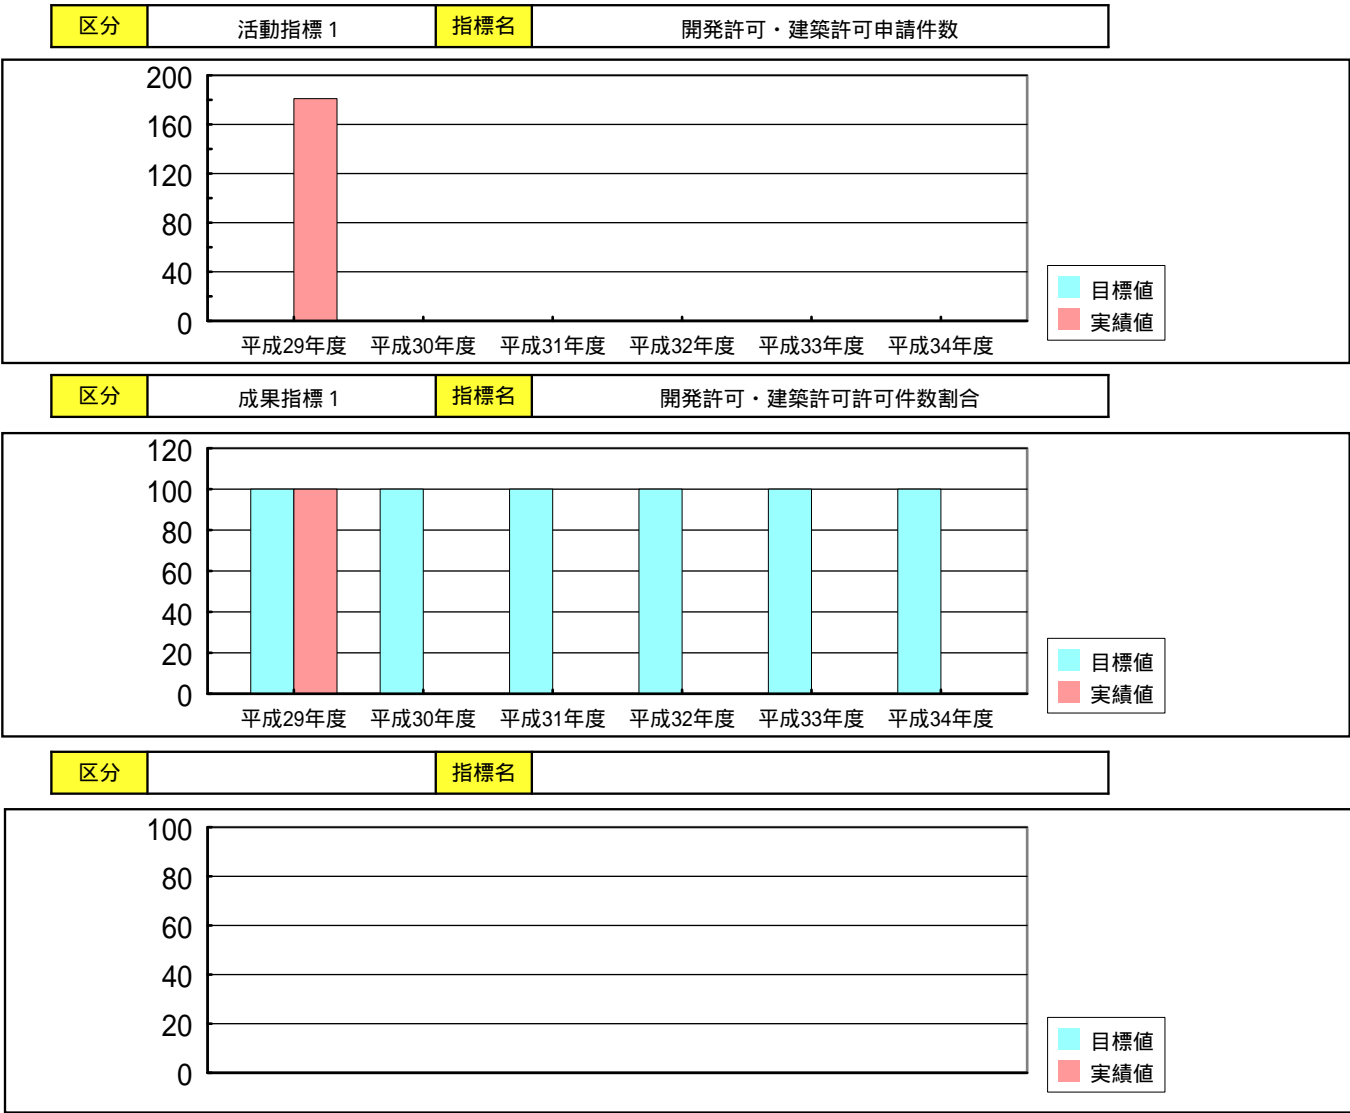 区分 活動指標1 指標名 開発許可・建築許可申請件数
200
160
120
80
40
0
平成29年度 平成30年度 平成31年度 平成32年度 平成33年度 平成34年度
目標値
実績値
区分 成果指標1 指標名 開発許可・建築許可許可件数割合
120
100
80
60
40
20
0
平成29年度 平成30年度 平成31年度 平成32年度 平成33年度 平成34年度
目標値
実績値
区分 指標名
100
80
60
40
20
0
目標値
実績値